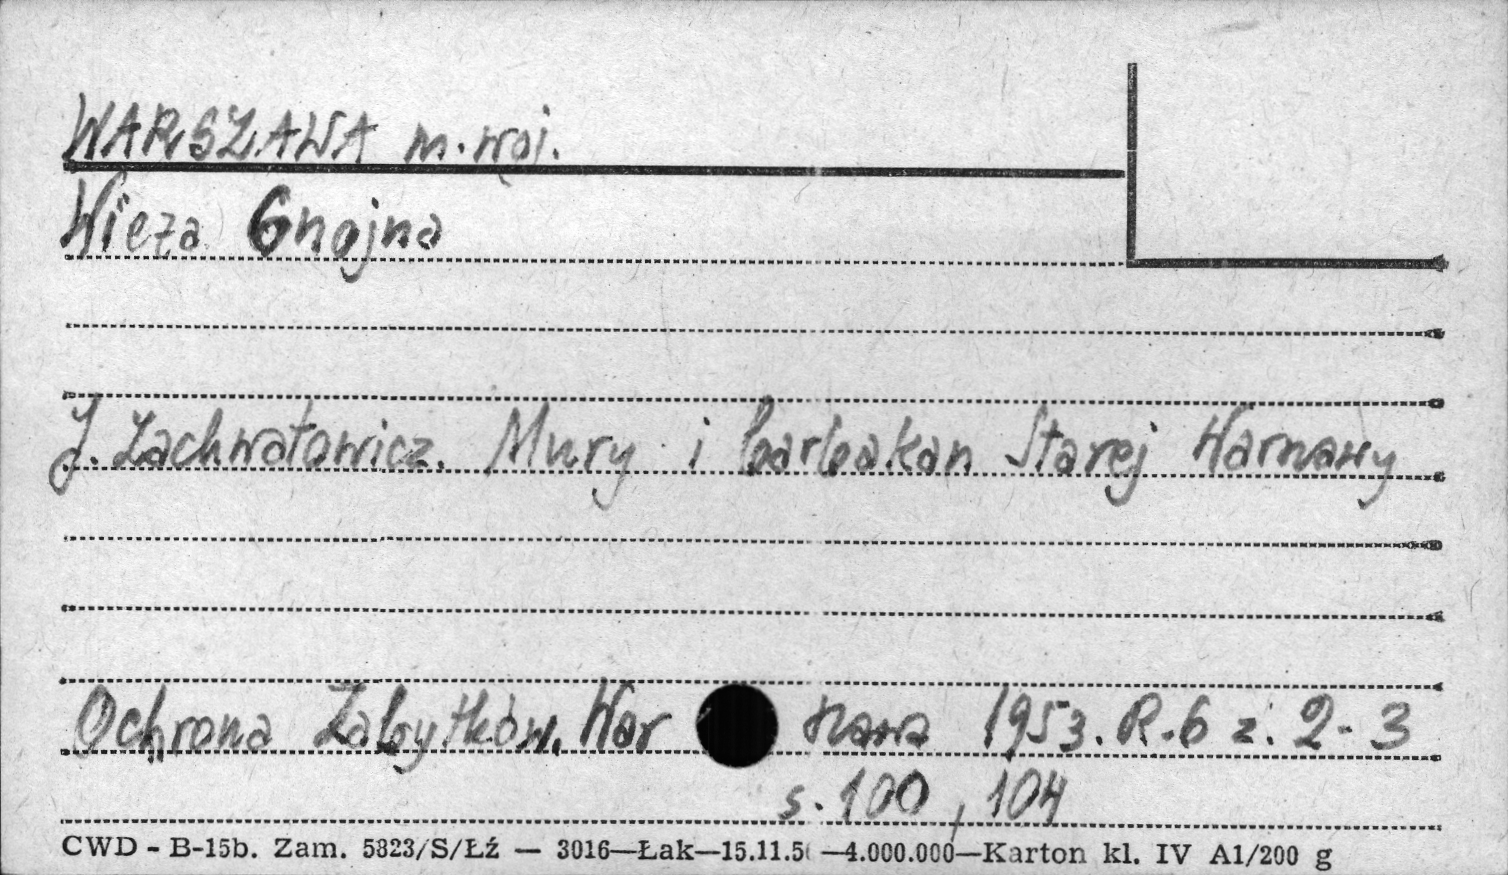 WARSZAWA m. woj.
Wieża Gnojna
J. Zachwatowicz. Mury i barbakan Starej Warszawy
Ochrona Zabytków. War szawa 1953. R.6 z. 2-3
s. 100, 104
CWD - B-15b. Zam. 5823/S/Łź — 3016—Łak—15.11.5 —4.000.000—Karton kl. IV A1/200 g